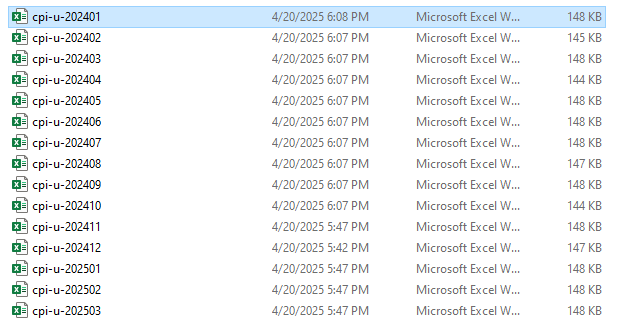 cpi-u-202401 4/20/2025 6:08 PM Microsoft Excel W... 148 KB
cpi-u-202402 4/20/2025 6:07 PM Microsoft Excel W... 145 KB
cpi-u-202403 4/20/2025 6:07 PM Microsoft Excel W... 148 KB
cpi-u-202404 4/20/2025 6:07 PM Microsoft Excel W... 144 KB
cpi-u-202405 4/20/2025 6:07 PM Microsoft Excel W... 148 KB
cpi-u-202406 4/20/2025 6:07 PM Microsoft Excel W... 148 KB
cpi-u-202407 4/20/2025 6:07 PM Microsoft Excel W... 148 KB
cpi-u-202408 4/20/2025 6:07 PM Microsoft Excel W... 147 KB
cpi-u-202409 4/20/2025 6:07 PM Microsoft Excel W... 148 KB
cpi-u-202410 4/20/2025 6:07 PM Microsoft Excel W... 144 KB
cpi-u-202411 4/20/2025 5:47 PM Microsoft Excel W... 148 KB
cpi-u-202412 4/20/2025 5:42 PM Microsoft Excel W... 147 KB
cpi-u-202501 4/20/2025 5:47 PM Microsoft Excel W... 148 KB
cpi-u-202502 4/20/2025 5:47 PM Microsoft Excel W... 148 KB
cpi-u-202503 4/20/2025 5:47 PM Microsoft Excel W... 148 KB